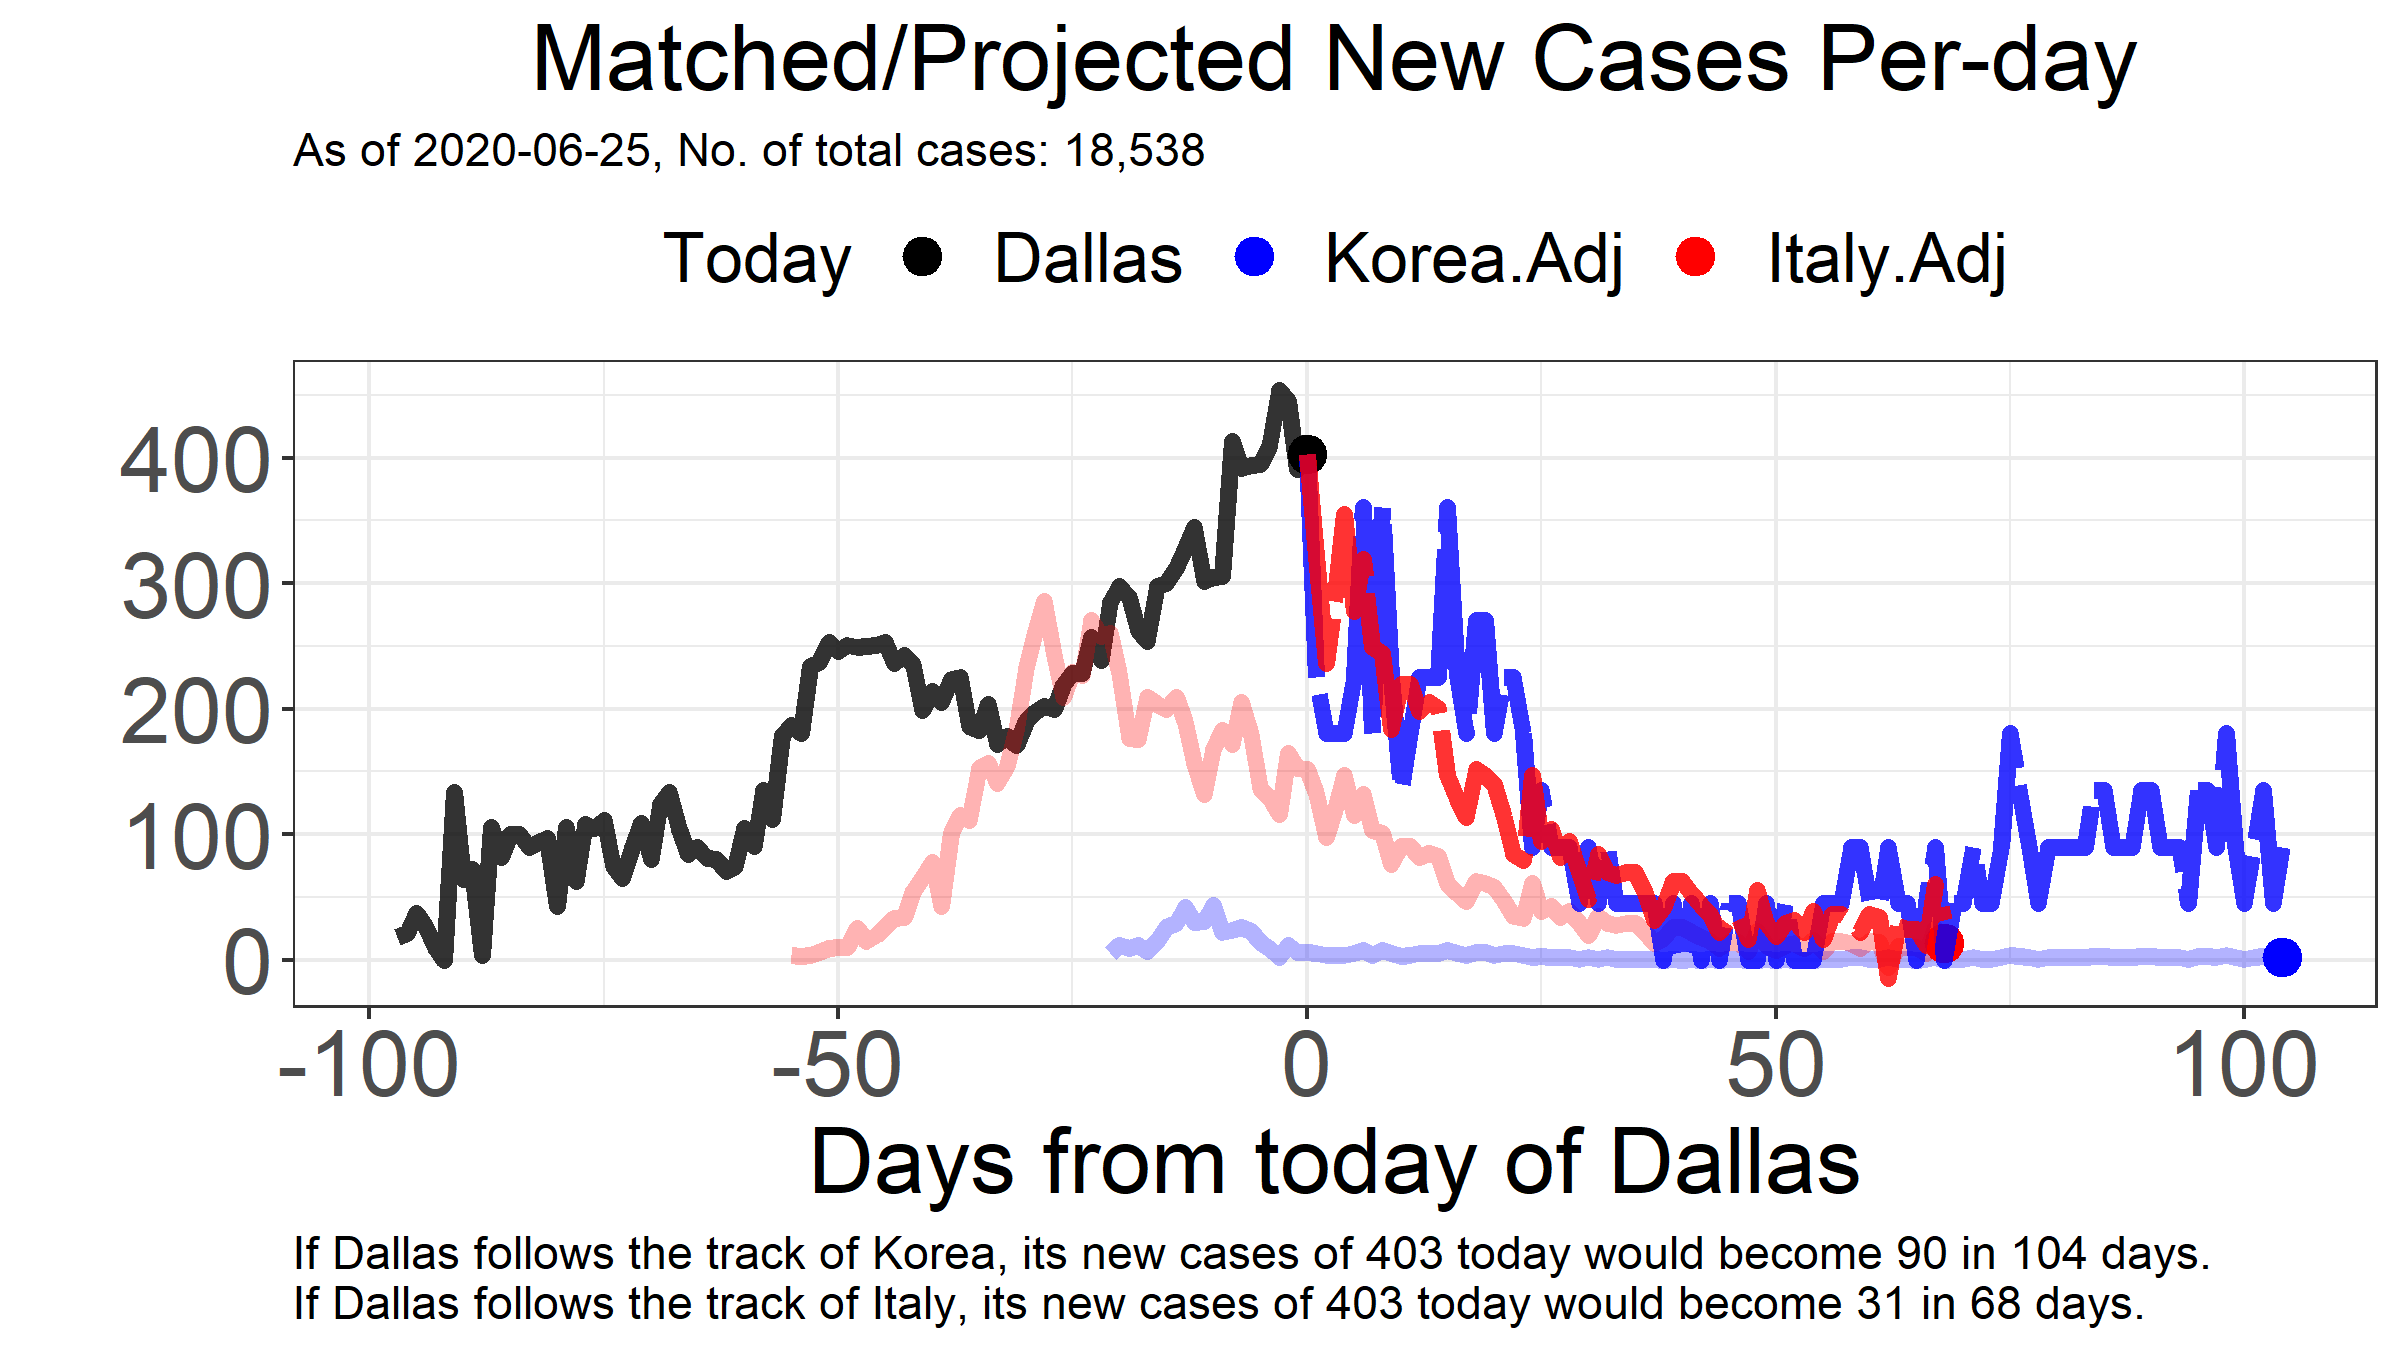 Matched/Projected New Cases Per-day
As of 2020-06-25, No. of total cases: 18,538
Today Dallas Korea.Adj Italy.Adj
400
300
200
100
0
-100 -50 0 50 100
Days from today of Dallas
If Dallas follows the track of Korea, its new cases of 403 today would become 90 in 104 days.
If Dallas follows the track of Italy, its new cases of 403 today would become 31 in 68 days.